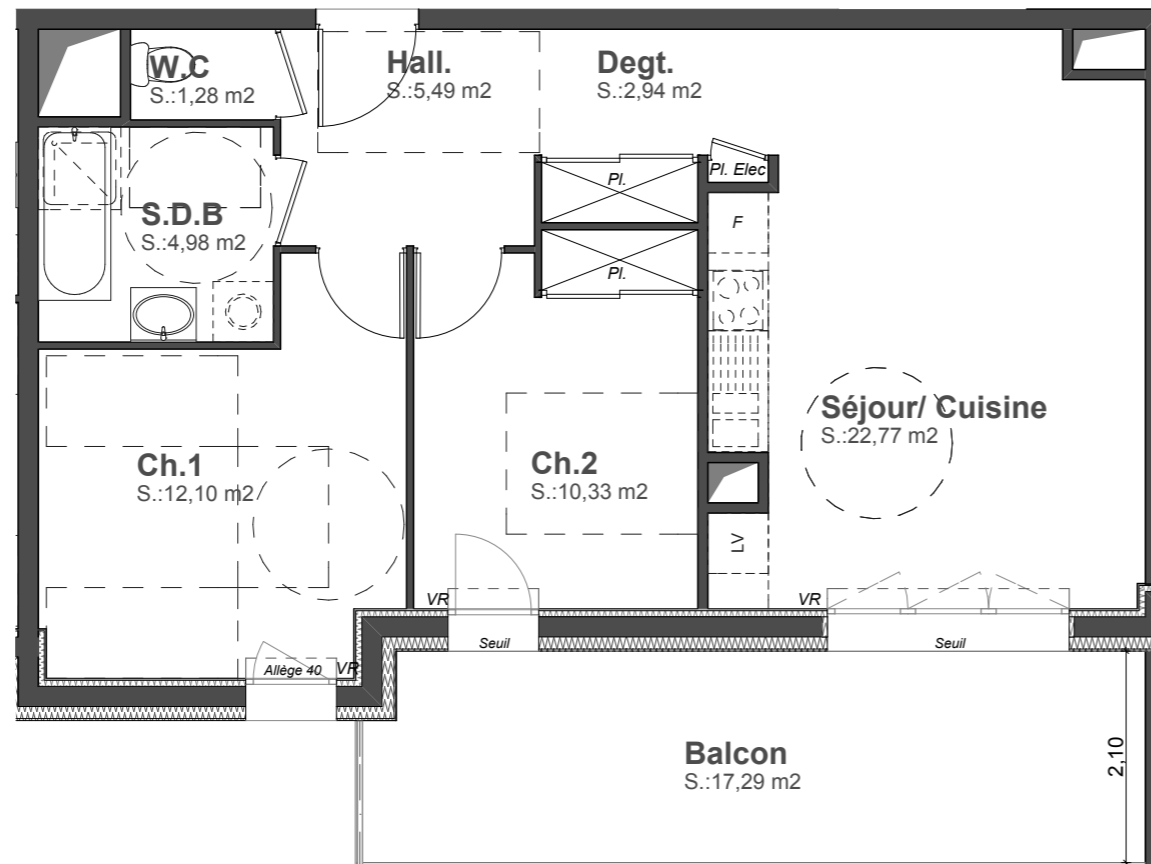 W.C
S.:1,28 m2
Hall.
S.:5,49 m2
Degt.
S.:2,94 m2
Pl.
Pl. Elec
S.D.B
S.:4,98 m2
F
Pl.
Séjour/ Cuisine
S.:22,77 m2
Ch.1
S.:12,10 m2
Ch.2
S.:10,33 m2
LV
VR
VR
Seuil
Seuil
Allège 40
VR
Balcon
S.:17,29 m2
2,10